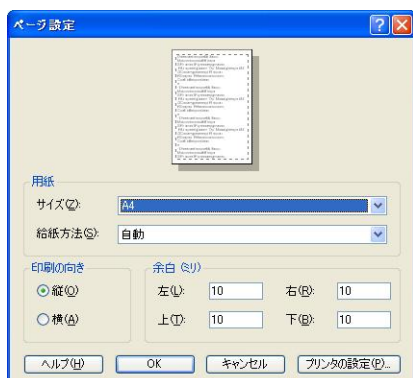 ページ設定
用紙
サイズ(Z): A4
給紙方法(S): 自動
印刷の向き
縦(O)
横(A)
余白 (ミリ)
左(L): 10 右(R): 10
上(T): 10 下(B): 10
ヘルプ(H) OK キャンセル プリンタの設定(P)...